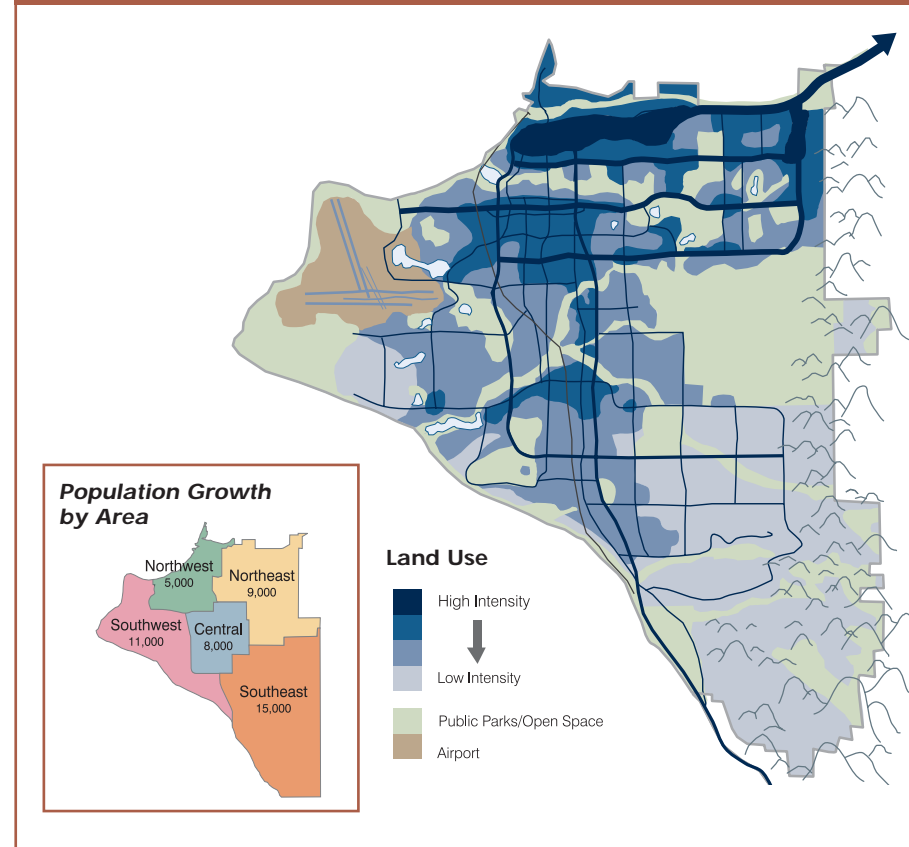 Population Growth
by Area
Northwest
5,000
Northeast
9,000
Southwest
11,000
Central
8,000
Southeast
15,000
Land Use
High Intensity
Low Intensity
Public Parks/Open Space
Airport